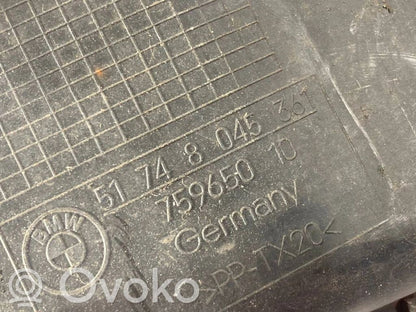 51 74 8 045 361
759650 10
Germany
>PP-TX20<
BMW
Ovoko